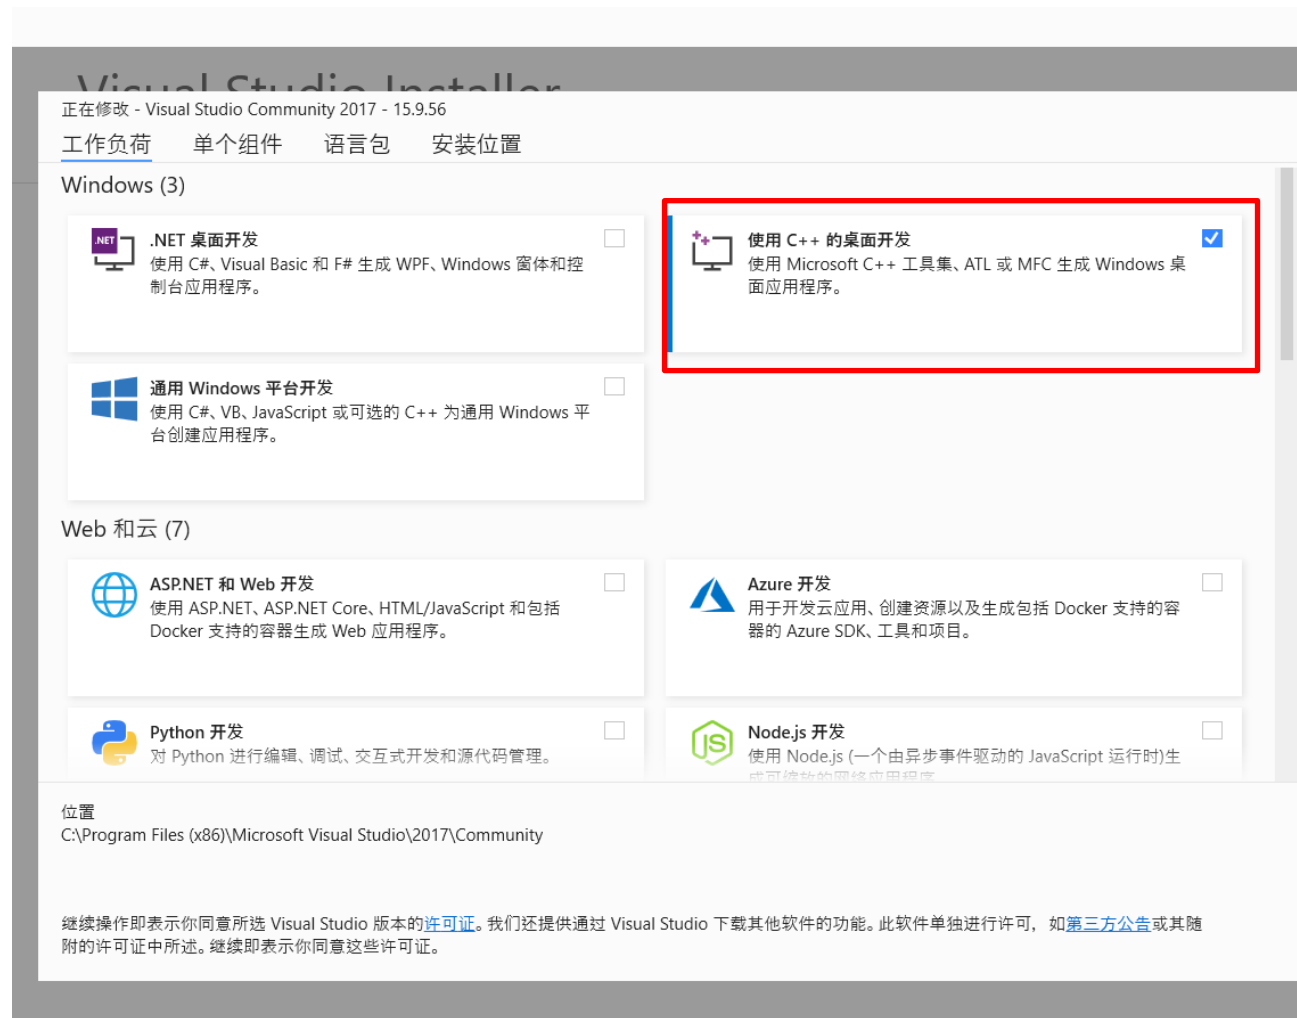 Visual Studio Installer
正在修改 - Visual Studio Community 2017 - 15.9.56
工作负荷 单个组件 语言包 安装位置
Windows (3)
.NET
.NET 桌面开发
使用 C#、Visual Basic 和 F# 生成 WPF、Windows 窗体和控
制台应用程序。
使用 C++ 的桌面开发
使用 Microsoft C++ 工具集、ATL 或 MFC 生成 Windows 桌
面应用程序。
通用 Windows 平台开发
使用 C#、VB、JavaScript 或可选的 C++ 为通用 Windows 平
台创建应用程序。
Web 和云 (7)
ASP.NET 和 Web 开发
使用 ASP.NET、ASP.NET Core、HTML/JavaScript 和包括
Docker 支持的容器生成 Web 应用程序。
Azure 开发
用于开发云应用、创建资源以及生成包括 Docker 支持的容
器的 Azure SDK、工具和项目。
Python 开发
对 Python 进行编辑、调试、交互式开发和源代码管理。
JS
Node.js 开发
使用 Node.js (一个由异步事件驱动的 JavaScript 运行时)生
成可缩放的网络应用程序
位置
C:\Program Files (x86)\Microsoft Visual Studio\2017\Community
继续操作即表示你同意所选 Visual Studio 版本的许可证。我们还提供通过 Visual Studio 下载其他软件的功能。此软件单独进行许可，如第三方公告或其随
附的许可证中所述。继续即表示你同意这些许可证。